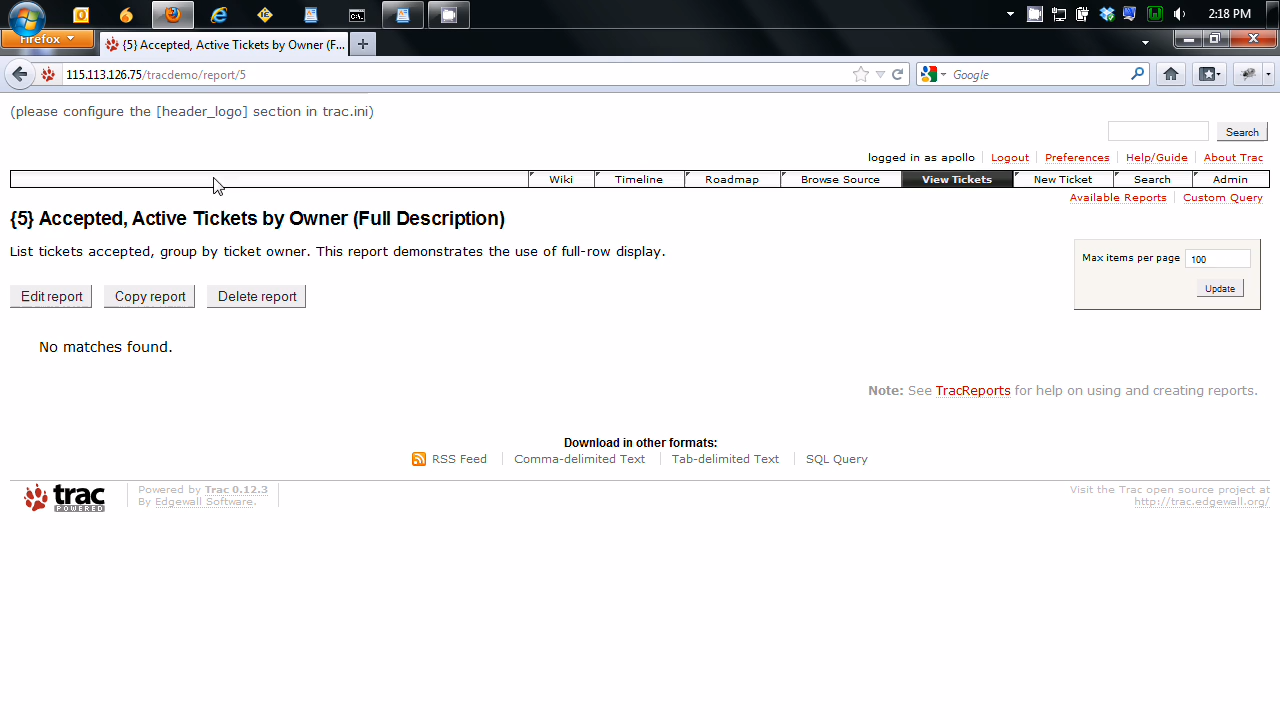 2:18 PM
Firefox
{5} Accepted, Active Tickets by Owner (F...
115.113.126.75/tracdemo/report/5
Google
(please configure the [header_logo] section in trac.ini)
Search
logged in as apollo Logout Preferences Help/Guide About Trac
Wiki Timeline Roadmap Browse Source View Tickets New Ticket Search Admin
Available Reports Custom Query
{5} Accepted, Active Tickets by Owner (Full Description)
List tickets accepted, group by ticket owner. This report demonstrates the use of full-row display.
Max items per page 100
Update
Edit report Copy report Delete report
No matches found.
Note: See TracReports for help on using and creating reports.
Download in other formats:
RSS Feed Comma-delimited Text Tab-delimited Text SQL Query
trac
POWERED
Powered by Trac 0.12.3
By Edgewall Software.
Visit the Trac open source project at
http://trac.edgewall.org/